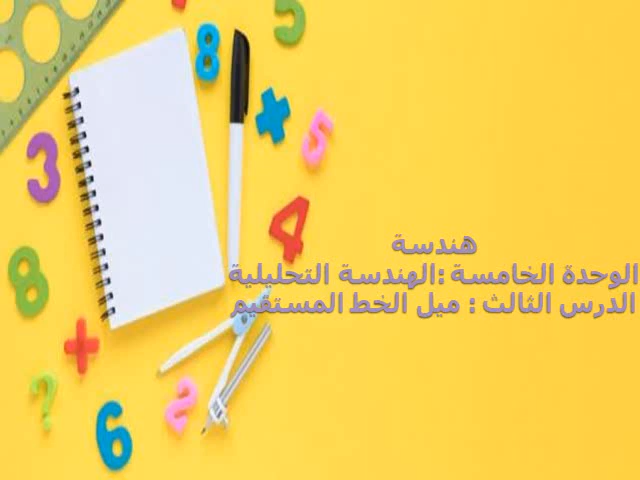 هندسة
الوحدة الخامسة :الهندسة التحليلية
الدرس الثالث : ميل الخط المستقيم